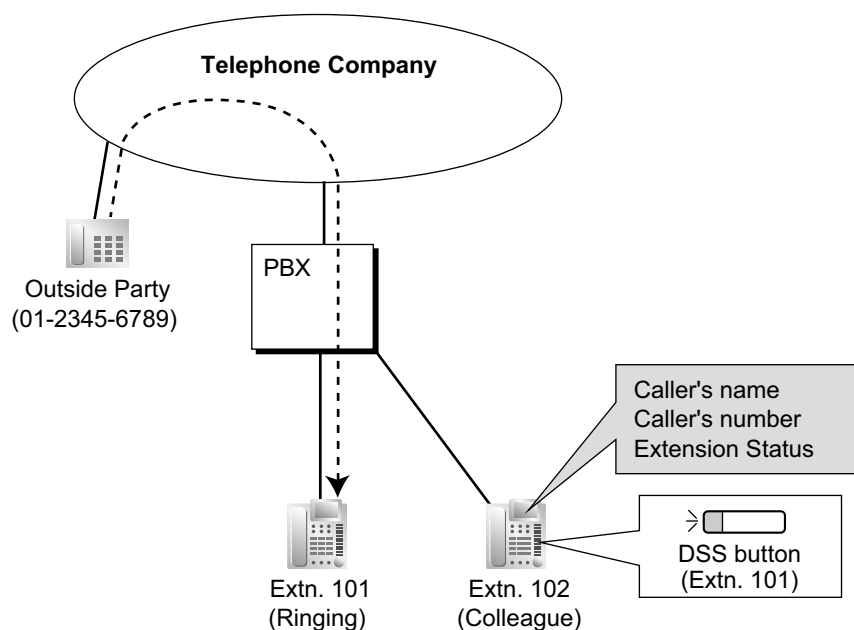 Telephone Company
PBX
Outside Party
(01-2345-6789)
Caller's name
Caller's number
Extension Status
DSS button
(Extn. 101)
Extn. 101
(Ringing)
Extn. 102
(Colleague)